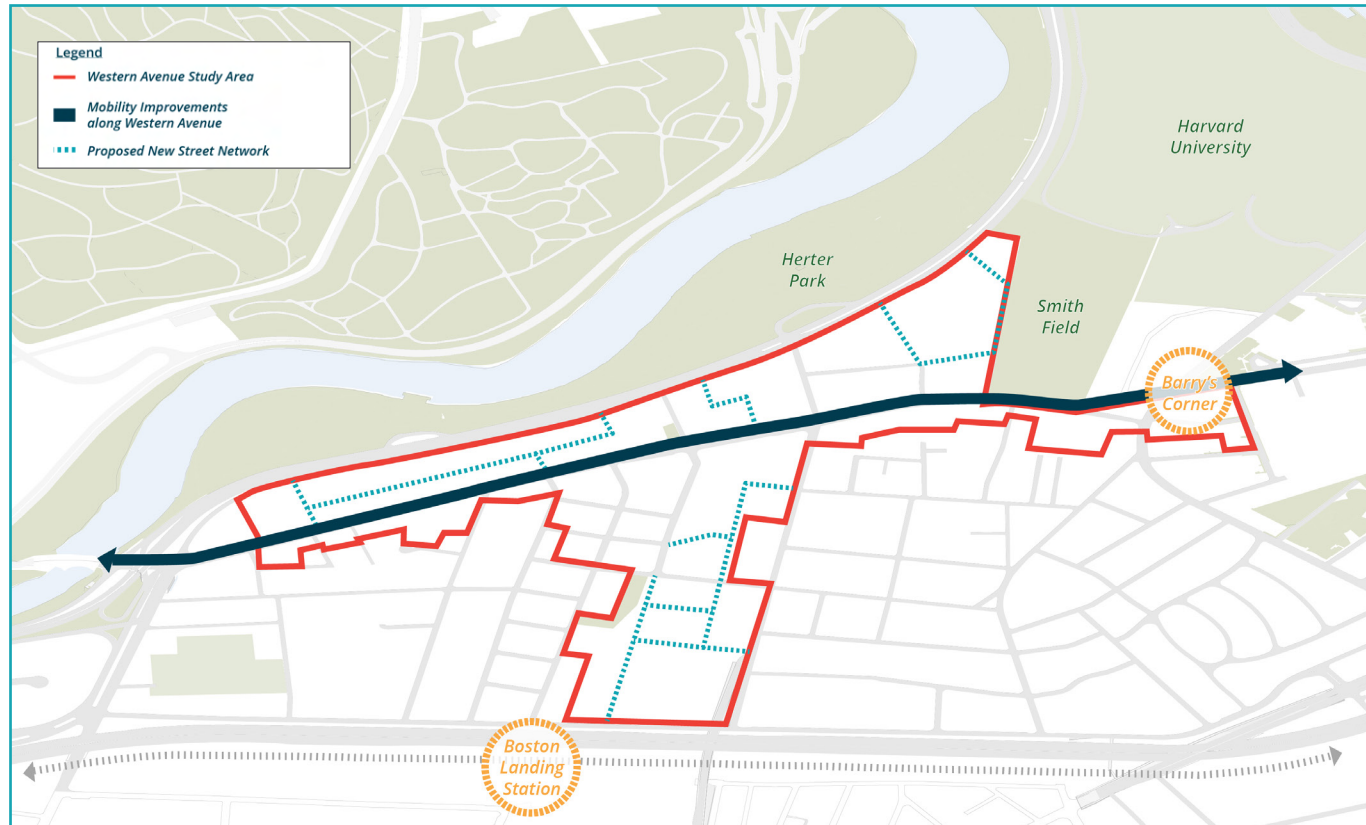 Legend
Western Avenue Study Area
Mobility Improvements
along Western Avenue
Proposed New Street Network
Harvard
University
Herter
Park
Smith
Field
Barry's
Corner
Boston
Landing
Station